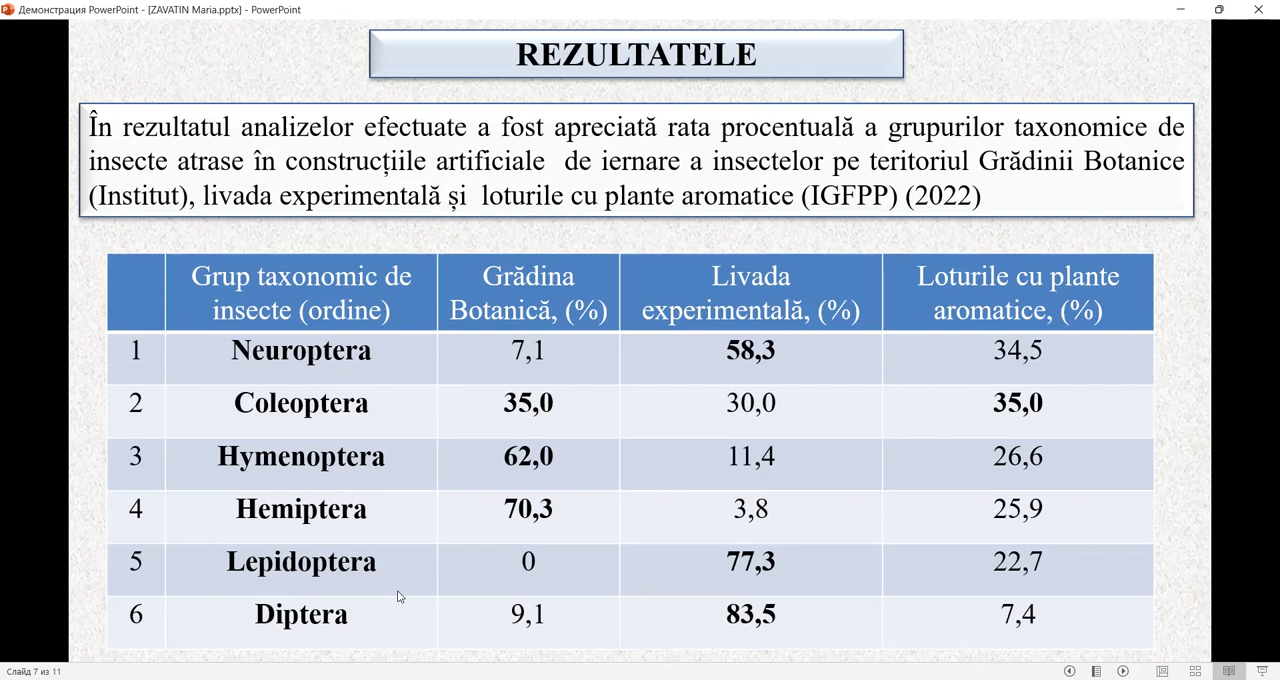 Демонстрация PowerPoint - [ZAVATIN Maria.pptx] - PowerPoint
REZULTATELE
În rezultatul analizelor efectuate a fost apreciată rata procentuală a grupurilor taxonomice de
insecte atrase în construcțiile artificiale de iernare a insectelor pe teritoriul Grădinii Botanice
(Institut), livada experimentală și loturile cu plante aromatice (IGFPP) (2022)
Grup taxonomic de insecte (ordine) Grădina Botanică, (%) Livada experimentală, (%) Loturile cu plante aromatice, (%)
1 Neuroptera 7,1 58,3 34,5
2 Coleoptera 35,0 30,0 35,0
3 Hymenoptera 62,0 11,4 26,6
4 Hemiptera 70,3 3,8 25,9
5 Lepidoptera 0 77,3 22,7
6 Diptera 9,1 83,5 7,4
Слайд 7 из 11